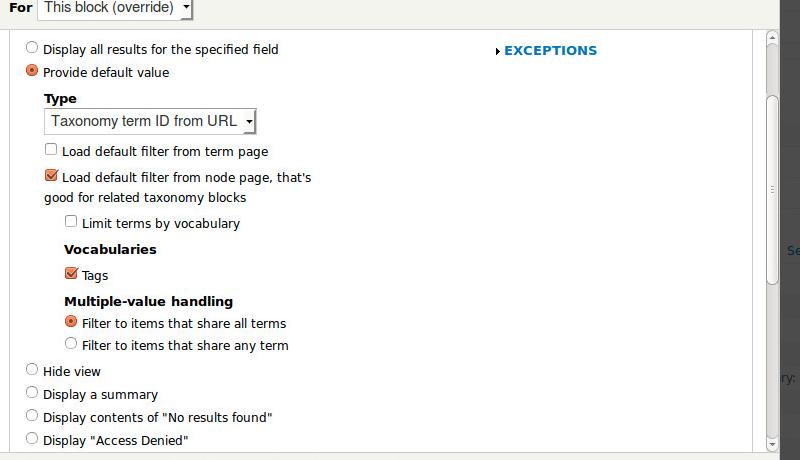 For This block (override)
Display all results for the specified field
EXCEPTIONS
Provide default value
Type
Taxonomy term ID from URL
Load default filter from term page
Load default filter from node page, that's
good for related taxonomy blocks
Limit terms by vocabulary
Vocabularies
Tags
Multiple-value handling
Filter to items that share all terms
Filter to items that share any term
Hide view
Display a summary
Display contents of "No results found"
Display "Access Denied"
Se
ry: